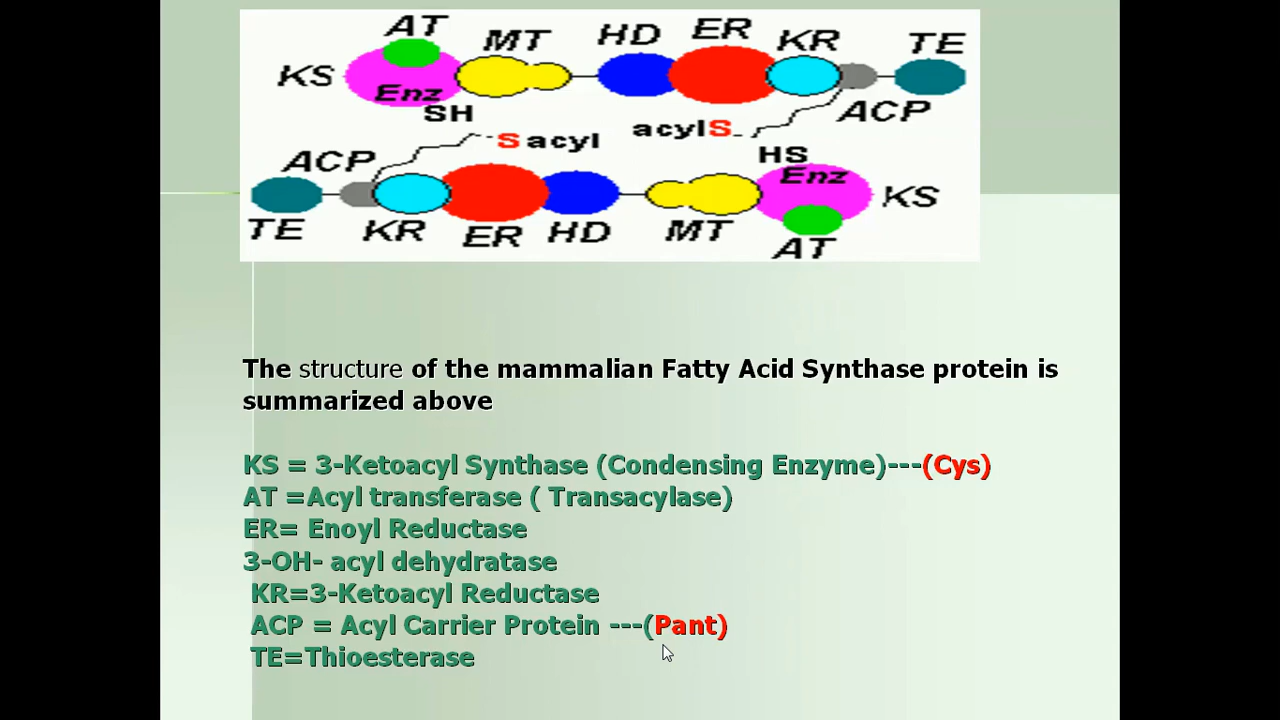 AT MT HD ER KR TE
KS Enz
SH ACP
S acyl acylS
ACP HS
Enz KS
TE KR ER HD MT AT
The structure of the mammalian Fatty Acid Synthase protein is
summarized above
KS = 3-Ketoacyl Synthase (Condensing Enzyme)---(Cys)
AT =Acyl transferase ( Transacylase)
ER= Enoyl Reductase
3-OH- acyl dehydratase
KR=3-Ketoacyl Reductase
ACP = Acyl Carrier Protein ---(Pant)
TE=Thioesterase